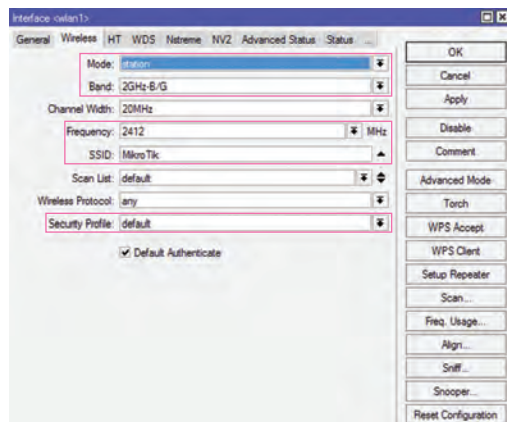 Interface <wlan1>
General Wireless HT WDS Nstreme NV2 Advanced Status Status ...
Mode: station
Band: 2GHz-B/G
Channel Width: 20MHz
Frequency: 2412 MHz
SSID: MikroTik
Scan List: default
Wireless Protocol: any
Security Profile: default
Default Authenticate
OK
Cancel
Apply
Disable
Comment
Advanced Mode
Torch
WPS Accept
WPS Client
Setup Repeater
Scan...
Freq. Usage...
Align...
Sniff...
Snooper...
Reset Configuration